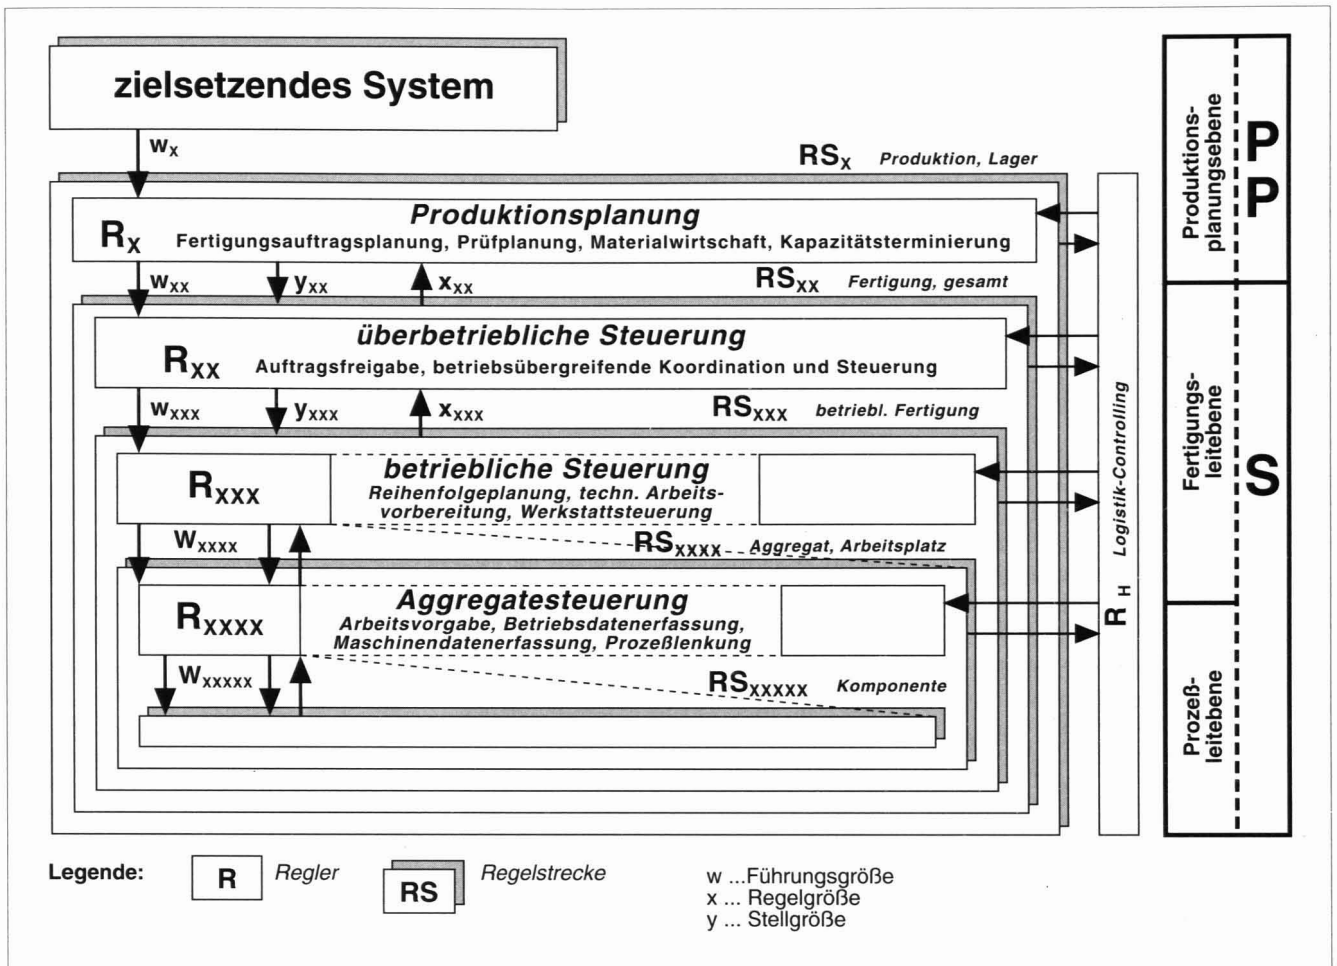 zielsetzendes System
wX
RSX Produktion, Lager
Produktionsplanung
RX Fertigungsauftragsplanung, Prüfplanung, Materialwirtschaft, Kapazitätsterminierung
wXX yXX xXX
RSXX Fertigung, gesamt
überbetriebliche Steuerung
RXX Auftragsfreigabe, betriebsübergreifende Koordination und Steuerung
wXXX yXXX xXXX
RSXXX betriebl. Fertigung
RXXX
betriebliche Steuerung
Reihenfolgeplanung, techn. Arbeits-
vorbereitung, Werkstattsteuerung
WXXXX
RSXXXX Aggregat, Arbeitsplatz
RXXXX
Aggregatesteuerung
Arbeitsvorgabe, Betriebsdatenerfassung,
Maschinendatenerfassung, Prozeßlenkung
WXXXXX
RSXXXXX Komponente
RH Logistik-Controlling
Produktions-
planungsebene
Fertigungs-
leitebene
Prozeß-
leitebene
P
P
S
Legende:
R Regler
RS Regelstrecke
w ...Führungsgröße
x ... Regelgröße
y ... Stellgröße